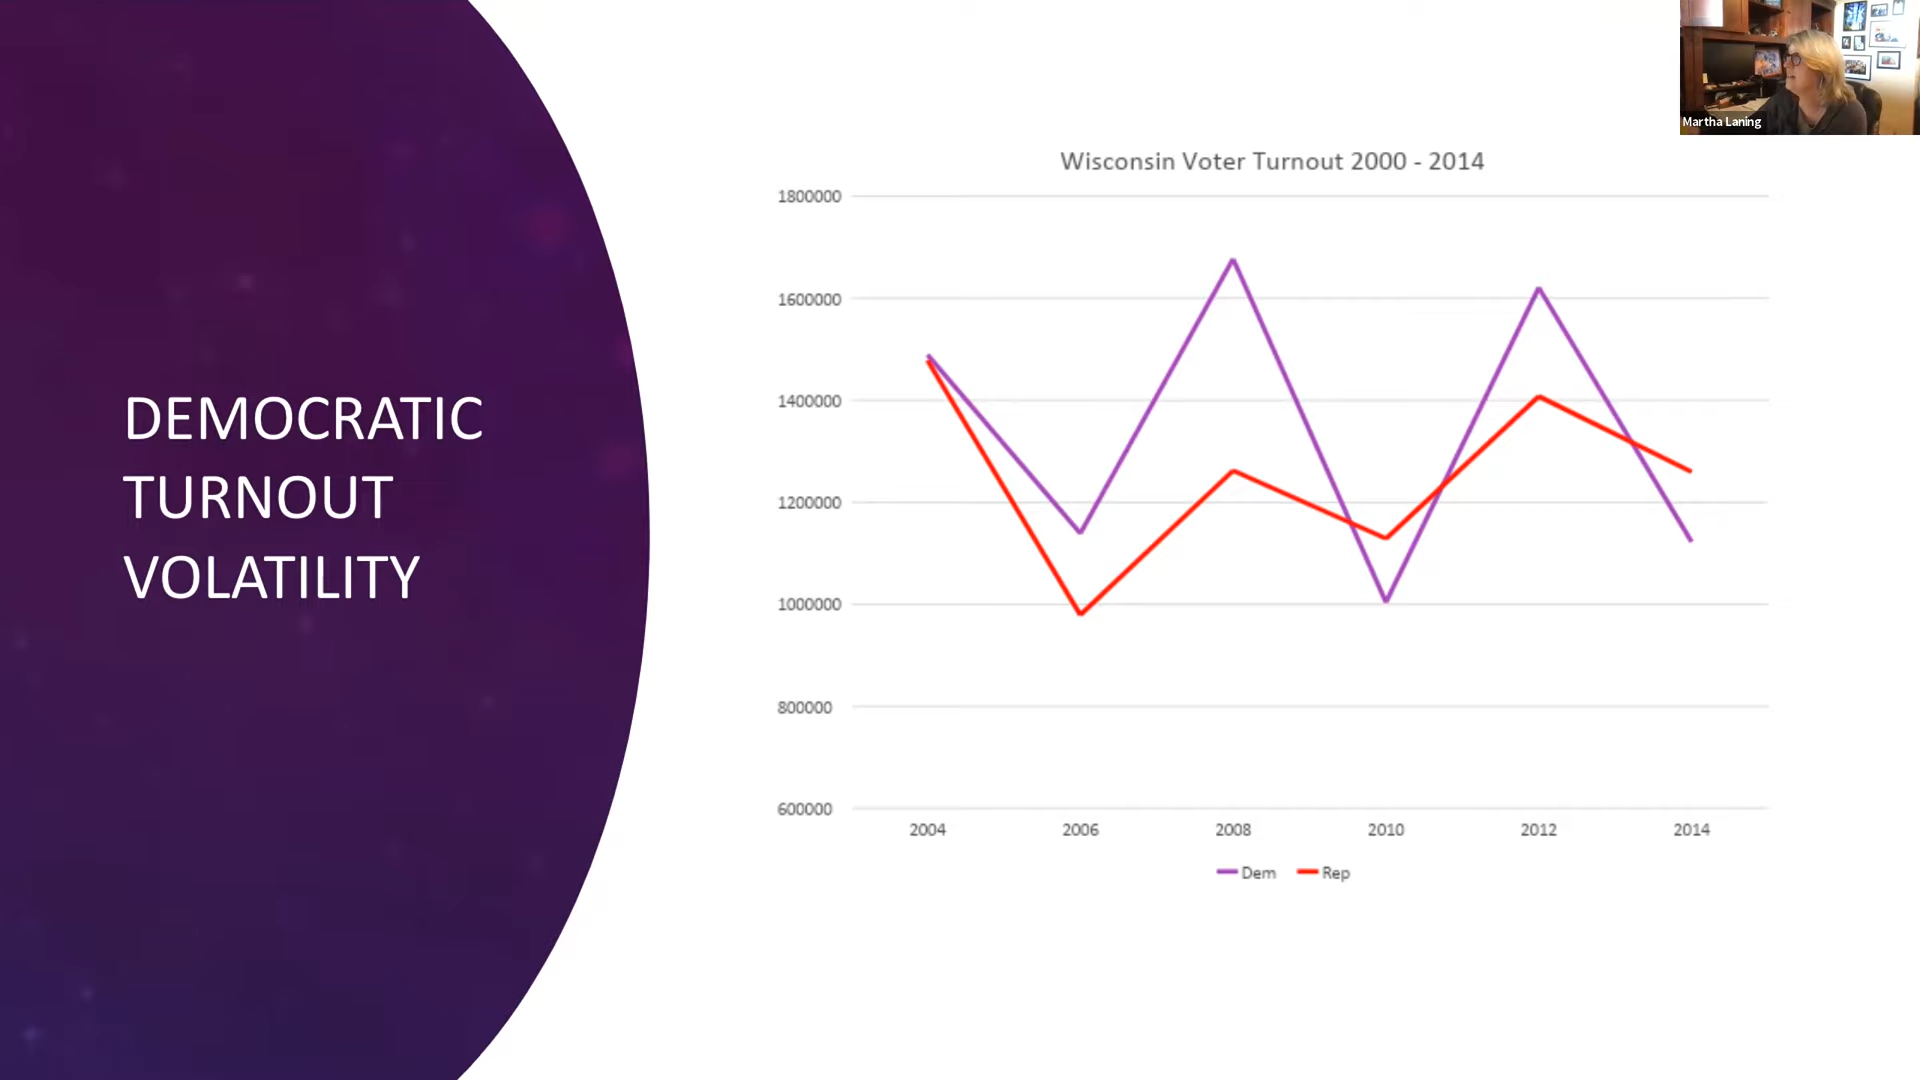 Martha Laning
DEMOCRATIC
TURNOUT
VOLATILITY
Wisconsin Voter Turnout 2000 - 2014
1800000
1600000
1400000
1200000
1000000
800000
600000
2004 2006 2008 2010 2012 2014
Dem Rep